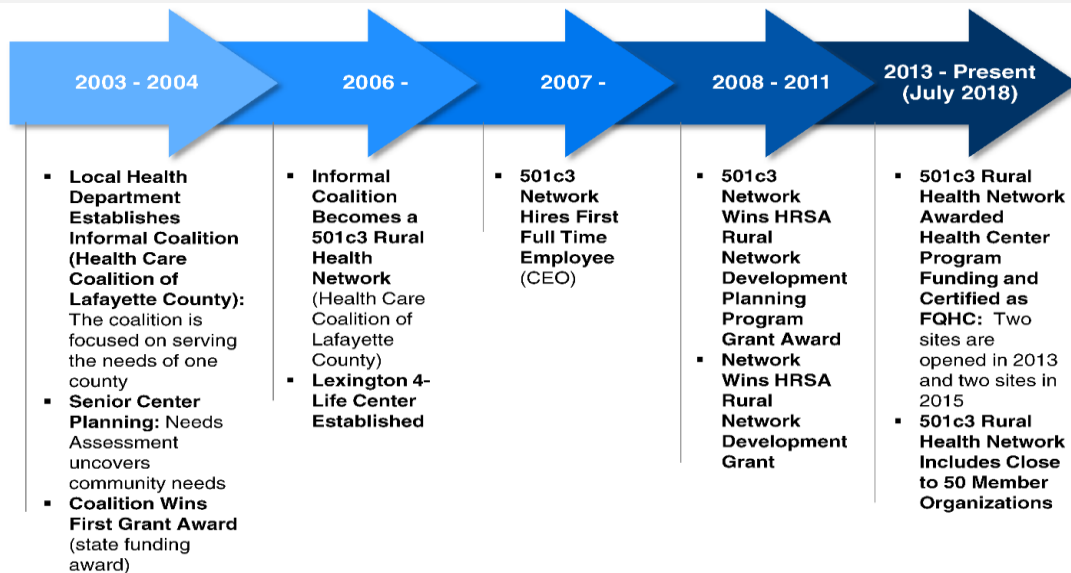 2003 - 2004
2006 -
2007 -
2008 - 2011
2013 - Present
(July 2018)
▪ Local Health
Department
Establishes
Informal Coalition
(Health Care
Coalition of
Lafayette County):
The coalition is
focused on serving
the needs of one
county
▪ Senior Center
Planning: Needs
Assessment
uncovers
community needs
▪ Coalition Wins
First Grant Award
(state funding
award)
▪ Informal
Coalition
Becomes a
501c3 Rural
Health
Network
(Health Care
Coalition of
Lafayette
County)
▪ Lexington 4-
Life Center
Established
▪ 501c3
Network
Hires First
Full Time
Employee
(CEO)
▪ 501c3
Network
Wins HRSA
Rural
Network
Development
Planning
Program
Grant Award
▪ Network
Wins HRSA
Rural
Network
Development
Grant
▪ 501c3 Rural
Health Network
Awarded
Health Center
Program
Funding and
Certified as
FQHC: Two
sites are
opened in 2013
and two sites in
2015
▪ 501c3 Rural
Health Network
Includes Close
to 50 Member
Organizations